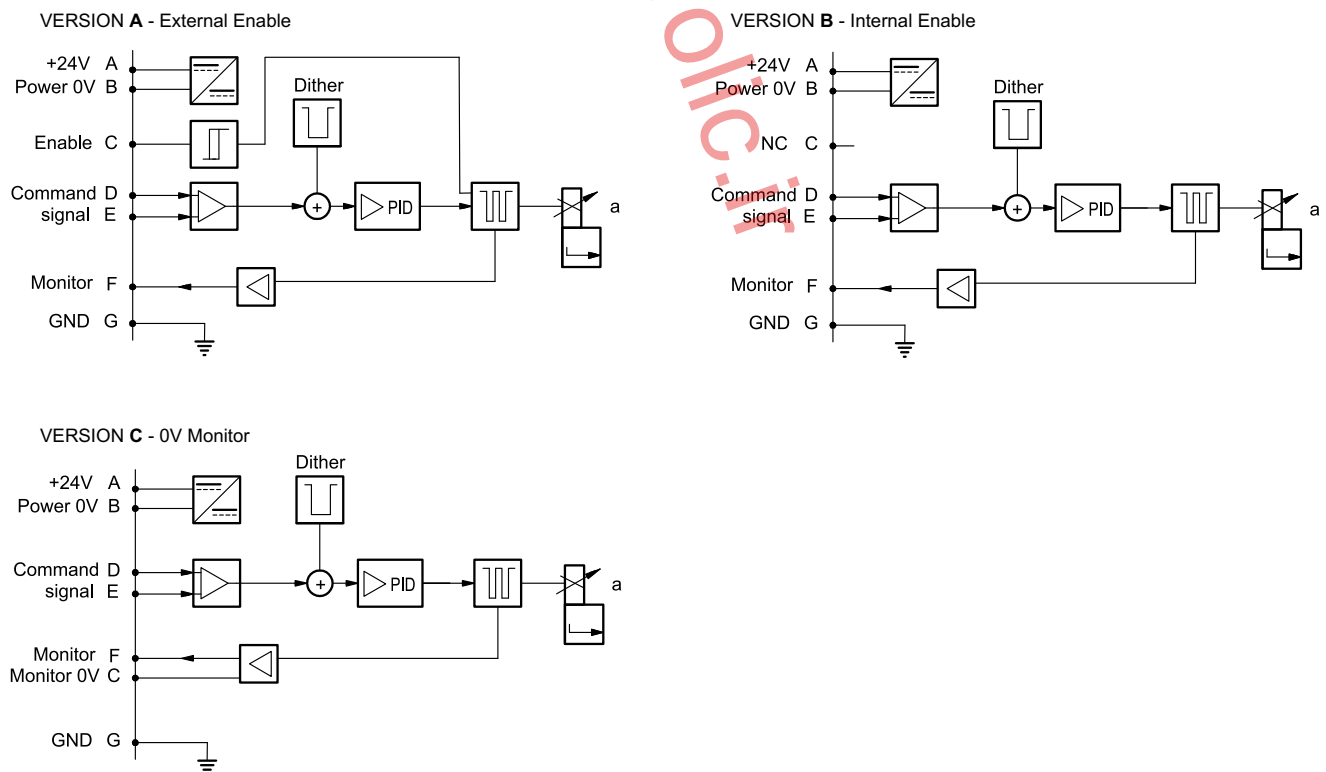 VERSION A - External Enable
+24V A
Power 0V B
Enable C
Command D
signal E
Monitor F
GND G
Dither
PID
a
VERSION B - Internal Enable
+24V A
Power 0V B
NC C
Command D
signal E
Monitor F
GND G
Dither
PID
a
VERSION C - 0V Monitor
+24V A
Power 0V B
Command D
signal E
Monitor F
Monitor 0V C
GND G
Dither
PID
a
olic.ir